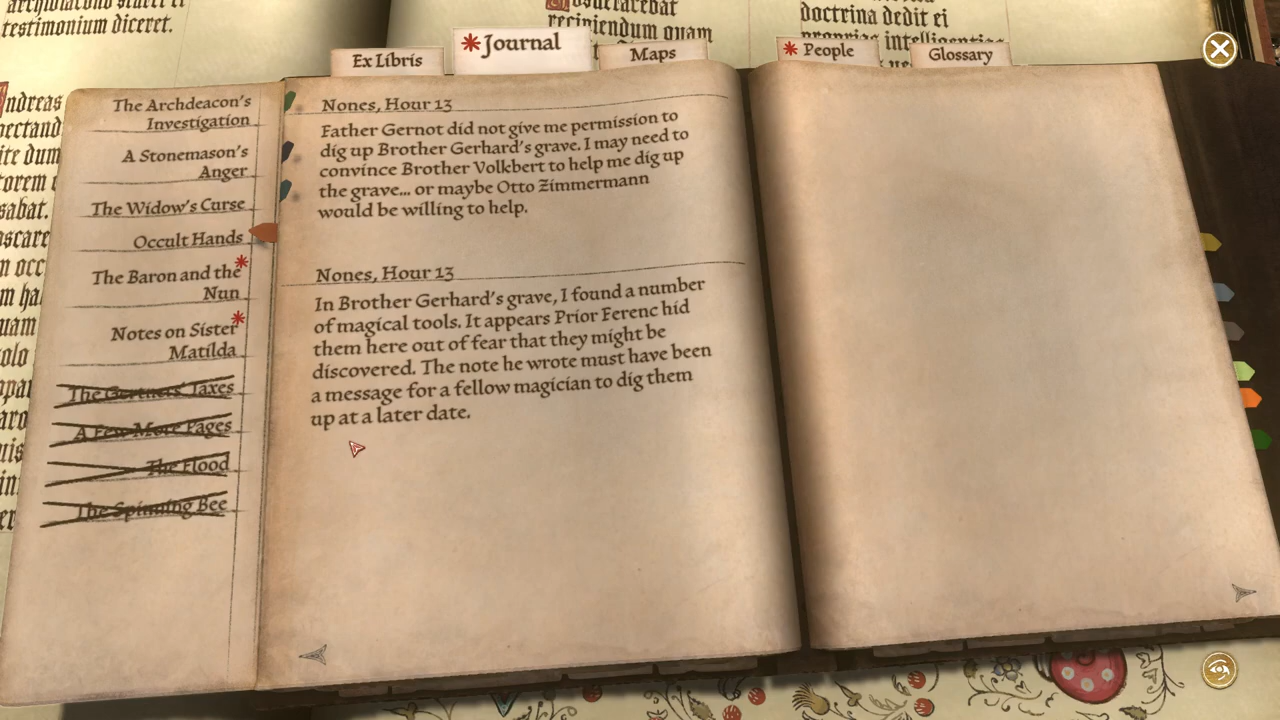 archidiacono
testimonium diceret.
recipiendum quam
doctrina dedit ei
Ex Libris
*Journal
Maps
*People
Glossary
The Archdeacon's
Investigation
A Stonemason's
Anger
The Widow's Curse
Occult Hands
The Baron and the*
Nun
Notes on Sister*
Matilda
The Gertners' Taxes
A Few More Pages
The Flood
The Spinning Bee
Nones, Hour 13
Father Gernot did not give me permission to
dig up Brother Gerhard's grave. I may need to
convince Brother Volkbert to help me dig up
the grave... or maybe Otto Zimmermann
would be willing to help.
Nones, Hour 13
In Brother Gerhard's grave, I found a number
of magical tools. It appears Prior Ferenc hid
them here out of fear that they might be
discovered. The note he wrote must have been
a message for a fellow magician to dig them
up at a later date.